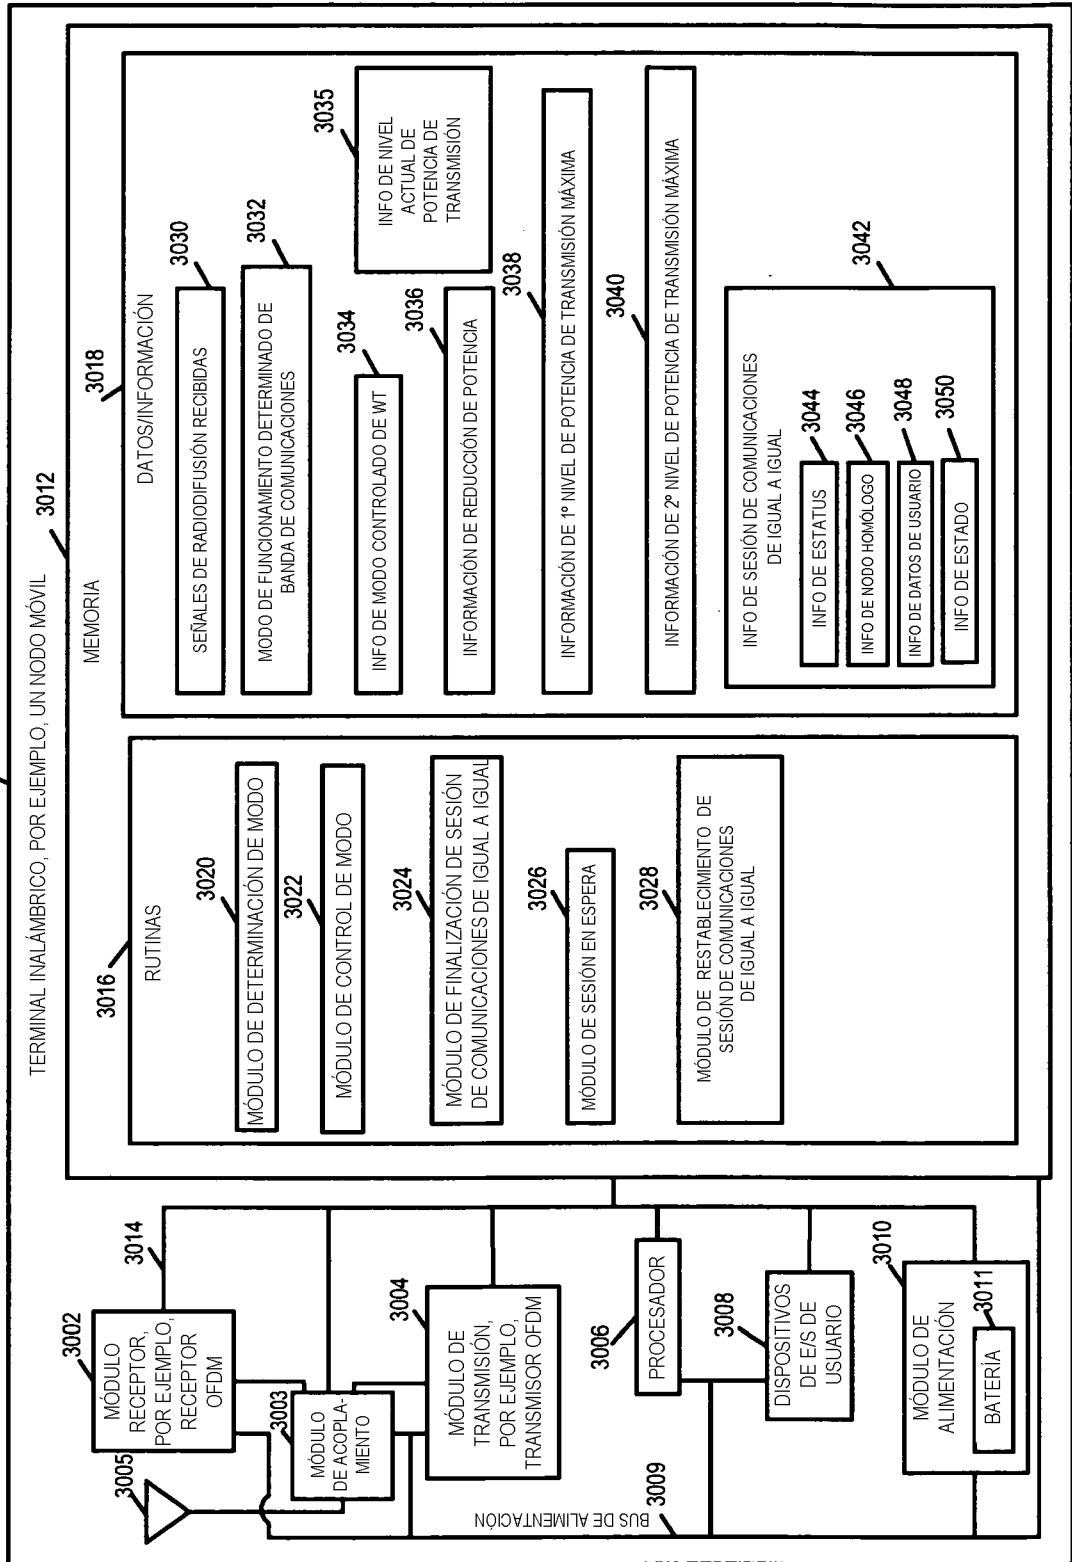 TERMINAL INALÁMBRICO, POR EJEMPLO, UN NODO MÓVIL
3002
MÓDULO
RECEPTOR,
POR EJEMPLO,
RECEPTOR
OFDM
3014
3005
3003
MÓDULO
DE ACOPLA-
MIENTO
3004
MÓDULO DE
TRANSMISIÓN,
POR EJEMPLO,
TRANSMISOR OFDM
3006
PROCESADOR
3008
DISPOSITIVOS
DE E/S DE
USUARIO
3010
MÓDULO DE
ALIMENTACIÓN
3011
BATERÍA
BUS DE ALIMENTACIÓN
3009
3012
MEMORIA
3016
RUTINAS
3020
MÓDULO DE DETERMINACIÓN DE MODO
3022
MÓDULO DE CONTROL DE MODO
3024
MÓDULO DE FINALIZACIÓN DE SESIÓN
DE COMUNICACIONES DE IGUAL A IGUAL
3026
MÓDULO DE SESIÓN EN ESPERA
3028
MÓDULO DE RESTABLECIMIENTO DE
SESIÓN DE COMUNICACIONES
DE IGUAL A IGUAL
3018
DATOS/INFORMACIÓN
3030
SEÑALES DE RADIODIFUSIÓN RECIBIDAS
3032
MODO DE FUNCIONAMIENTO DETERMINADO DE
BANDA DE COMUNICACIONES
3034
INFO DE MODO CONTROLADO DE WT
3035
INFO DE NIVEL
ACTUAL DE
POTENCIA DE
TRANSMISIÓN
3036
INFORMACIÓN DE REDUCCIÓN DE POTENCIA
3038
INFORMACIÓN DE 1º NIVEL DE POTENCIA DE TRANSMISIÓN MÁXIMA
3040
INFORMACIÓN DE 2º NIVEL DE POTENCIA DE TRANSMISIÓN MÁXIMA
3042
INFO DE SESIÓN DE COMUNICACIONES
DE IGUAL A IGUAL
3044
INFO DE ESTATUS
3046
INFO DE NODO HOMÓLOGO
3048
INFO DE DATOS DE USUARIO
3050
INFO DE ESTADO